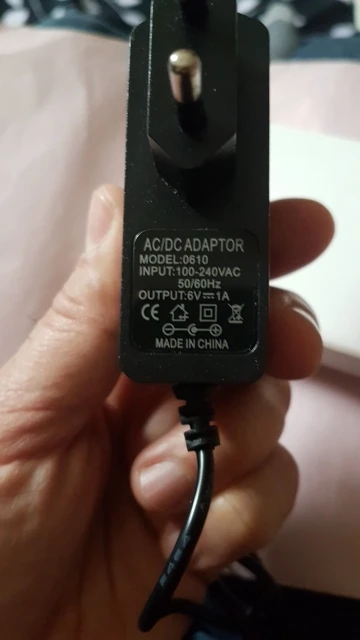 AC/DC ADAPTOR
MODEL:0610
INPUT:100-240VAC
50/60Hz
OUTPUT:6V⎓1A
CE
MADE IN CHINA